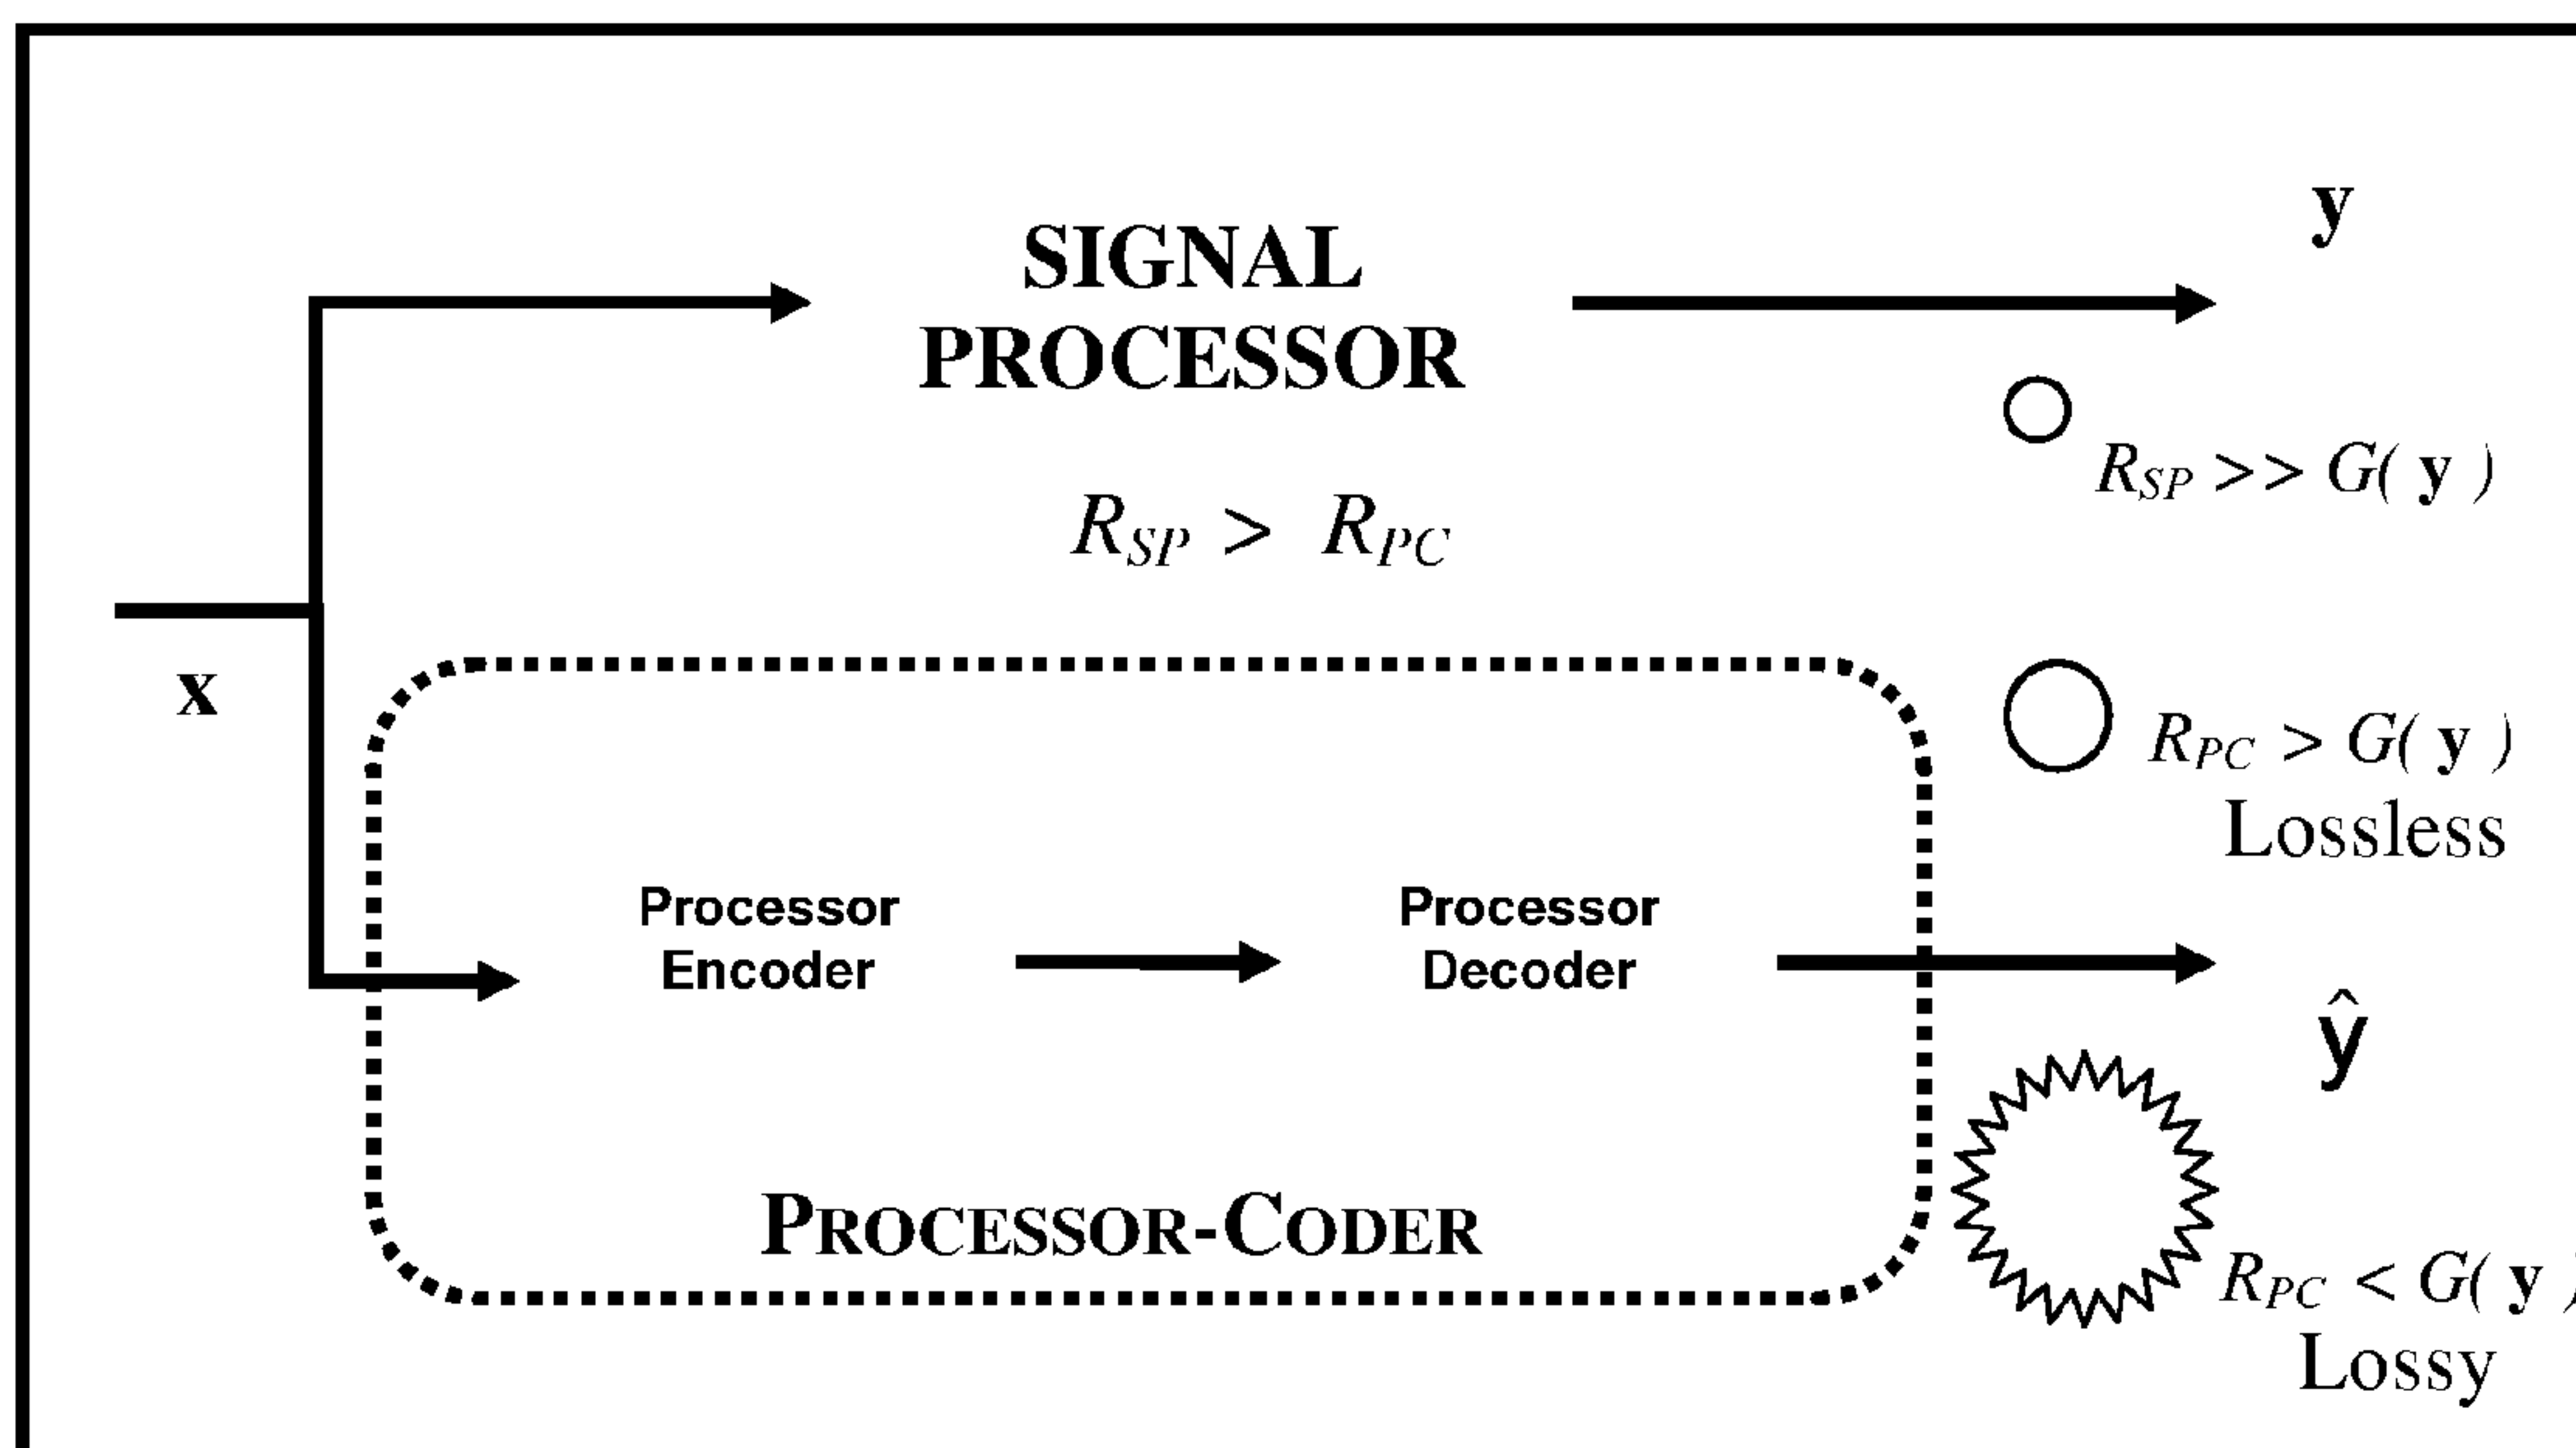 y
SIGNAL
PROCESSOR
R_SP >> G( y )
R_SP > R_PC
x
R_PC > G( y )
Lossless
Processor
Encoder
Processor
Decoder
ŷ
PROCESSOR-CODER
R_PC < G( y )
Lossy